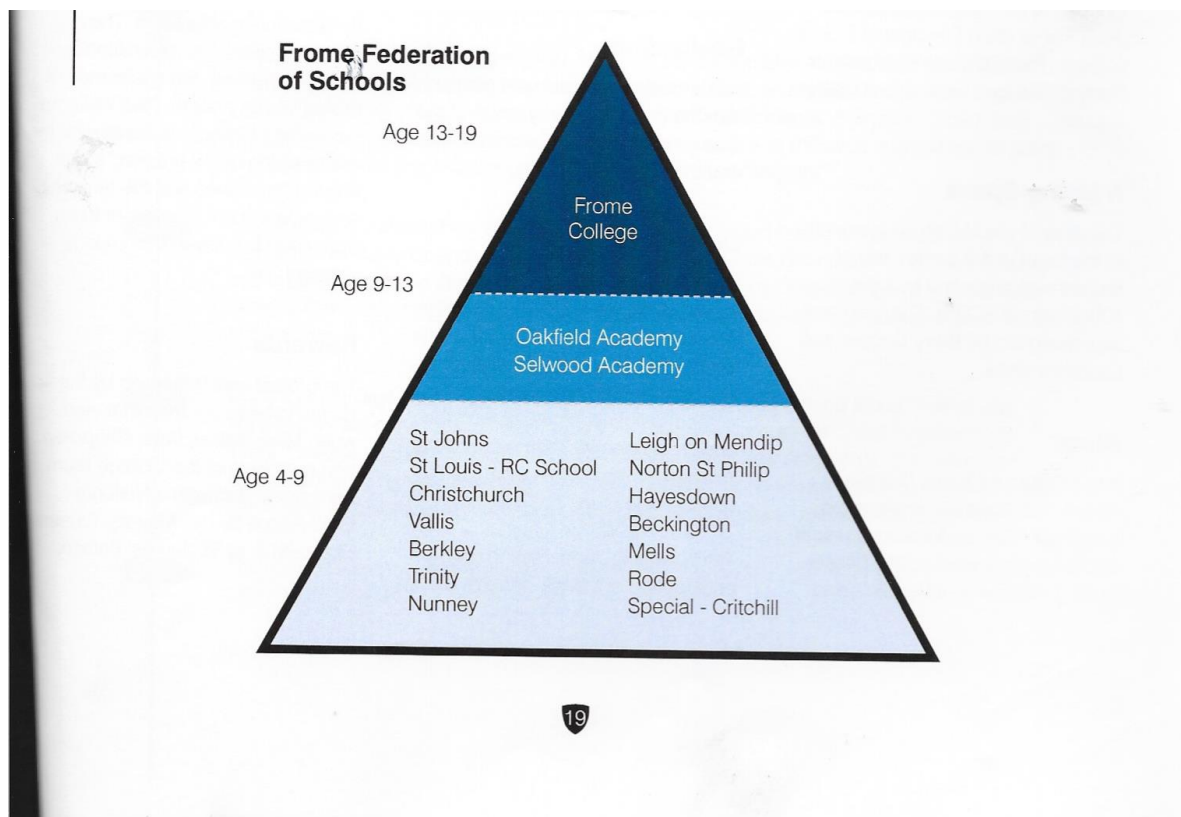 Frome Federation
of Schools
Age 13-19
Frome
College
Age 9-13
Oakfield Academy
Selwood Academy
Age 4-9
St Johns
St Louis - RC School
Christchurch
Vallis
Berkley
Trinity
Nunney
Leigh on Mendip
Norton St Philip
Hayesdown
Beckington
Mells
Rode
Special - Critchill
19